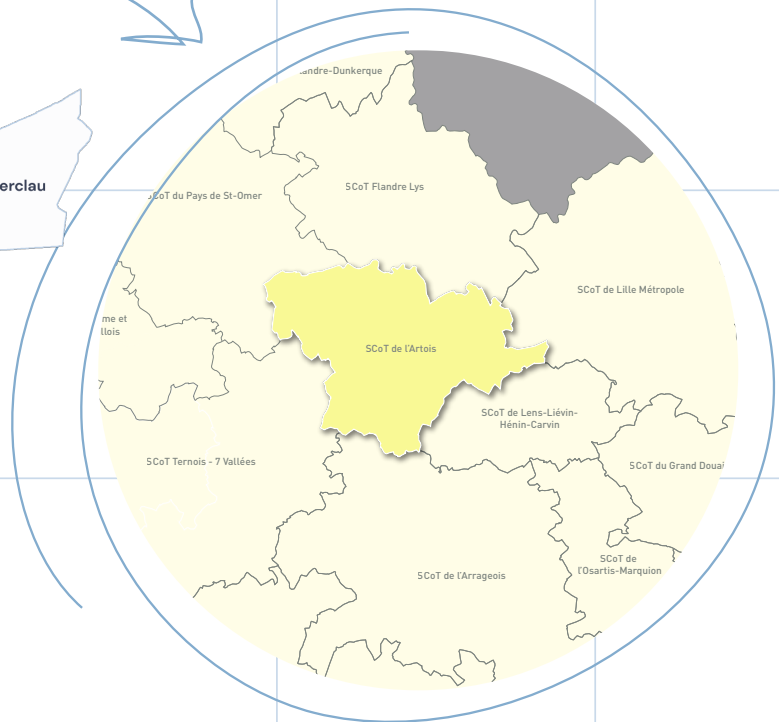 andre-Dunkerque
erclau
SCoT du Pays de St-Omer
SCoT Flandre Lys
SCoT de Lille Métropole
me et
llois
SCoT de l'Artois
SCoT de Lens-Liévin-
Hénin-Carvin
SCoT Ternois - 7 Vallées
SCoT du Grand Douai
SCoT de
l'Osartis-Marquion
SCoT de l'Arrageois